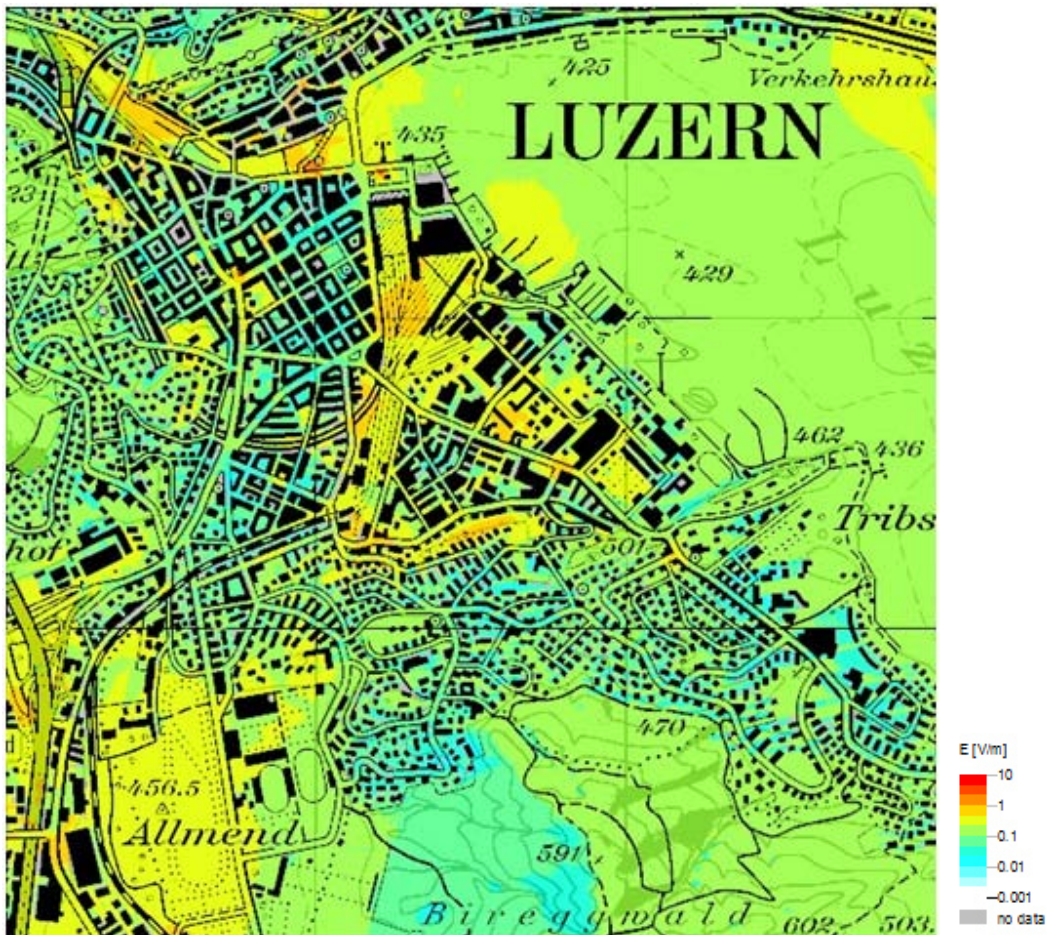 425
Verkehrshau
LUZERN
435
429
462
436
Tribs
hof
470
456.5
Allmend
591
Bireggwald
602
503.
E [V/m]
10
1
0.1
0.01
0.001
no data